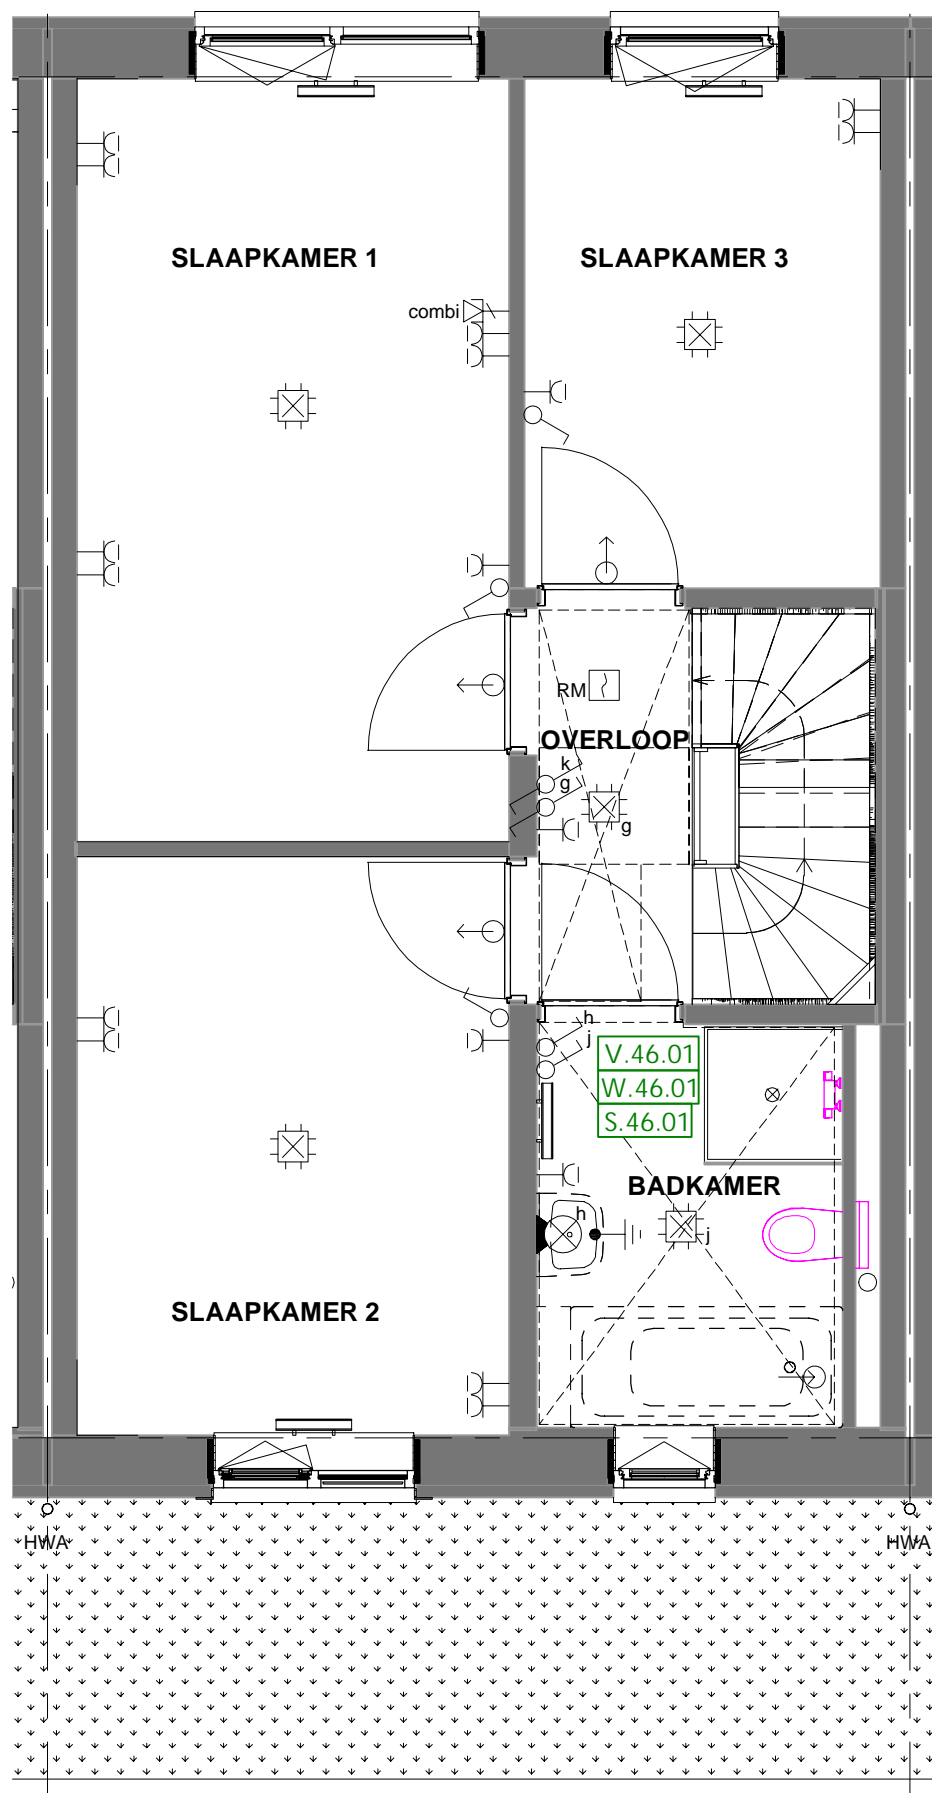 SLAAPKAMER 1
SLAAPKAMER 3
combi
RM
OVERLOOP
k
g
g
h
j
V.46.01
W.46.01
S.46.01
BADKAMER
h
j
SLAAPKAMER 2
HWA
HWA